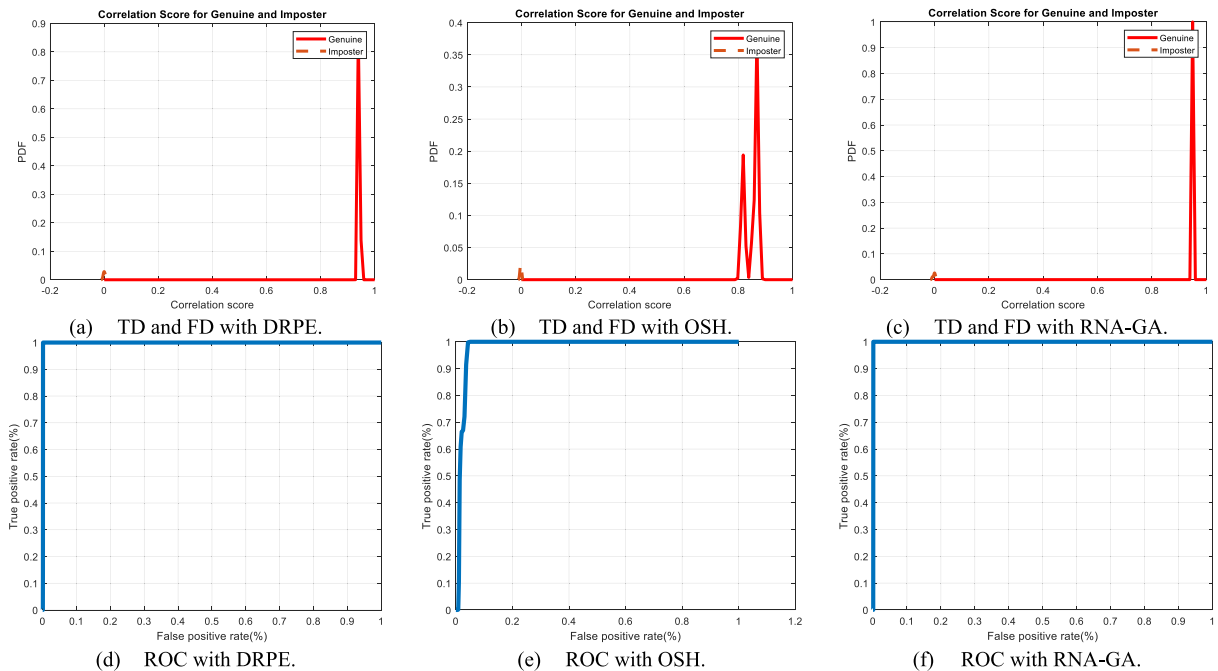 Correlation Score for Genuine and Imposter
0.9
0.8
0.7
0.6
0.5
0.4
0.3
0.2
0.1
0
PDF
Genuine
Imposter
-0.2 0 0.2 0.4 0.6 0.8 1
Correlation score
(a) TD and FD with DRPE.
Correlation Score for Genuine and Imposter
0.4
0.35
0.3
0.25
0.2
0.15
0.1
0.05
0
PDF
Genuine
Imposter
-0.2 0 0.2 0.4 0.6 0.8 1
Correlation score
(b) TD and FD with OSH.
Correlation Score for Genuine and Imposter
1
0.9
0.8
0.7
0.6
0.5
0.4
0.3
0.2
0.1
0
PDF
Genuine
Imposter
-0.2 0 0.2 0.4 0.6 0.8 1
Correlation score
(c) TD and FD with RNA-GA.
1
0.9
0.8
0.7
0.6
0.5
0.4
0.3
0.2
0.1
0
True positive rate(%)
0 0.1 0.2 0.3 0.4 0.5 0.6 0.7 0.8 0.9 1
False positive rate(%)
(d) ROC with DRPE.
1
0.9
0.8
0.7
0.6
0.5
0.4
0.3
0.2
0.1
0
True positive rate(%)
0 0.2 0.4 0.6 0.8 1 1.2
False positive rate(%)
(e) ROC with OSH.
1
0.9
0.8
0.7
0.6
0.5
0.4
0.3
0.2
0.1
0
True positive rate(%)
0 0.1 0.2 0.3 0.4 0.5 0.6 0.7 0.8 0.9 1
False positive rate(%)
(f) ROC with RNA-GA.